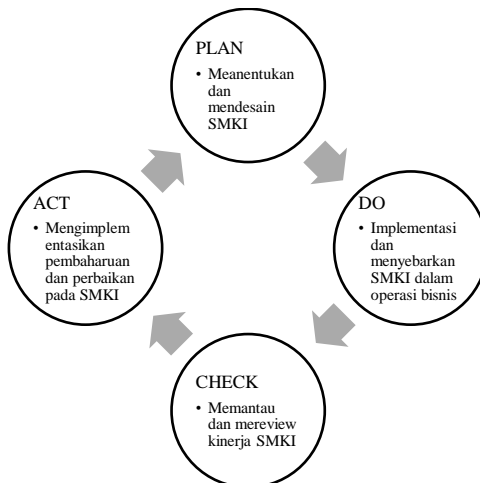 PLAN
• Meanentukan
dan
mendesain
SMKI
DO
• Implementasi
dan
menyebarkan
SMKI dalam
operasi bisnis
CHECK
• Memantau
dan mereview
kinerja SMKI
ACT
• Mengimplem
entasikan
pembaharuan
dan perbaikan
pada SMKI